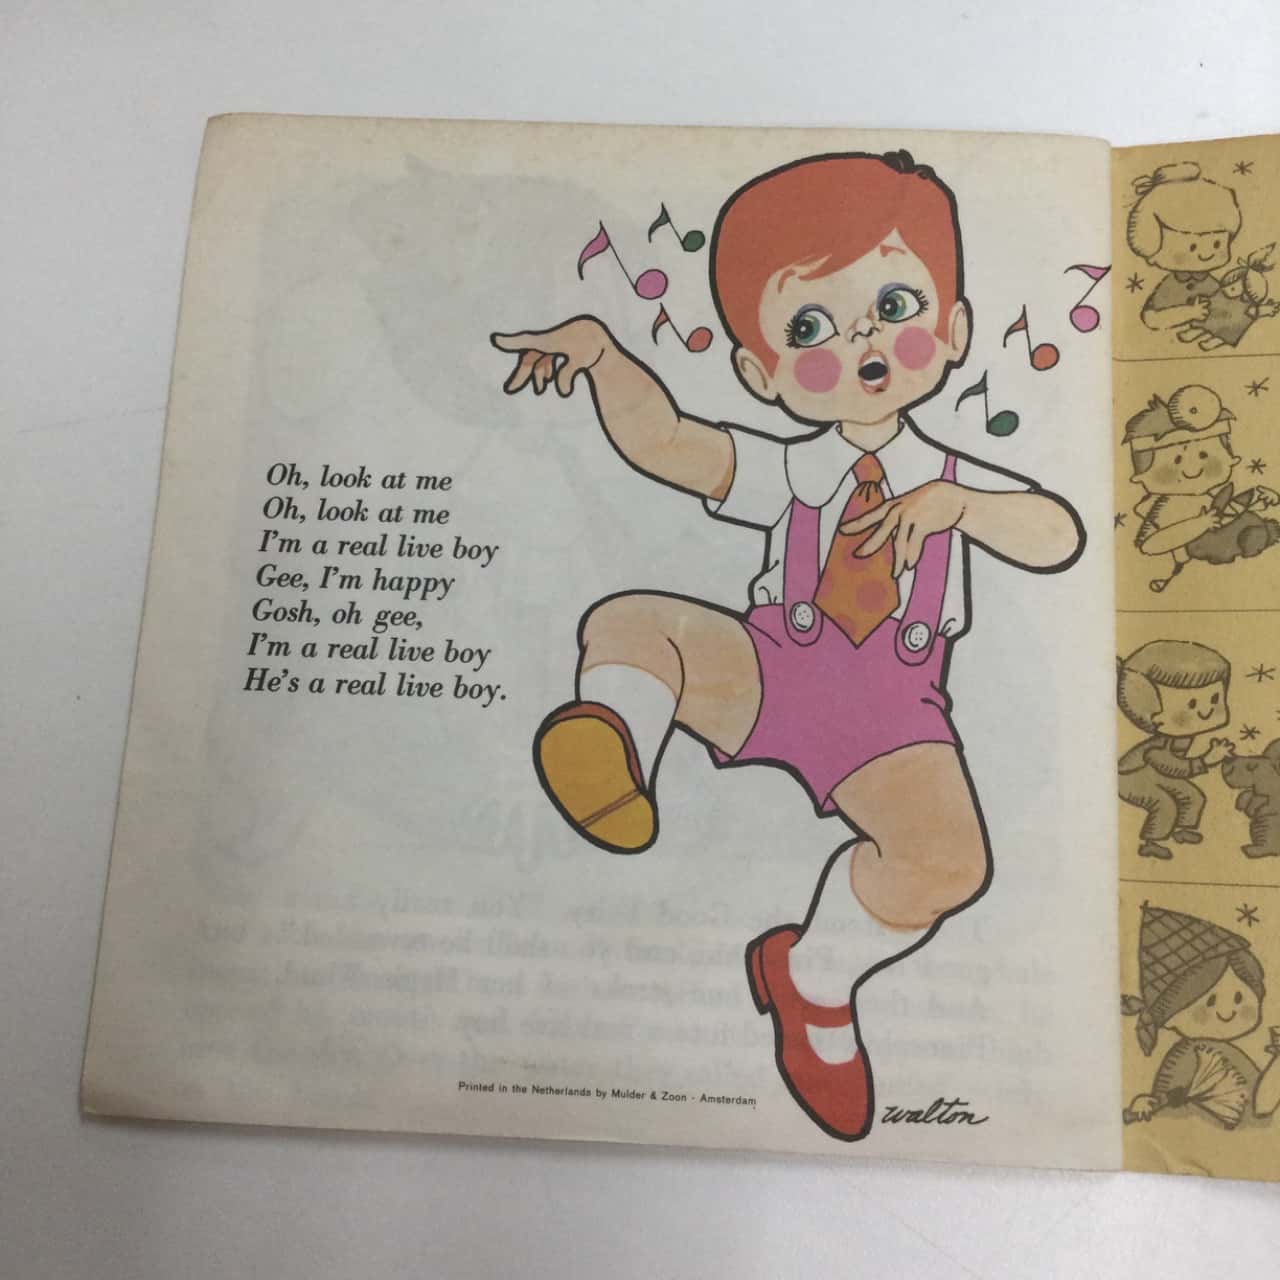 Oh, look at me
Oh, look at me
I'm a real live boy
Gee, I'm happy
Gosh, oh gee,
I'm a real live boy
He's a real live boy.
Printed in the Netherlands by Mulder & Zoon - Amsterdam
walton